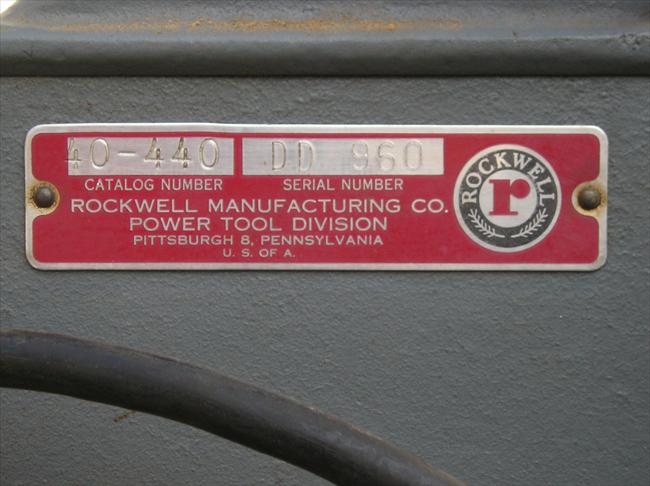 40-440 DD 960
CATALOG NUMBER SERIAL NUMBER
ROCKWELL MANUFACTURING CO.
POWER TOOL DIVISION
PITTSBURGH 8, PENNSYLVANIA
U. S. OF A.
ROCKWELL
r